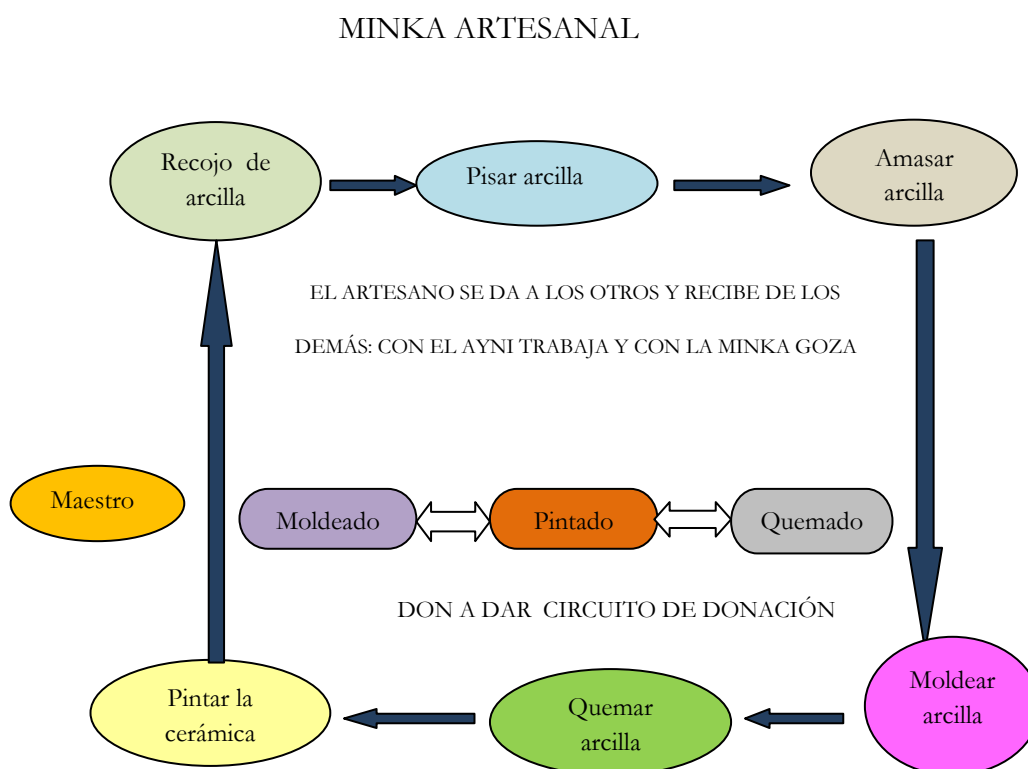 MINKA ARTESANAL
Recojo de
arcilla
Pisar arcilla
Amasar
arcilla
EL ARTESANO SE DA A LOS OTROS Y RECIBE DE LOS
DEMÁS: CON EL AYNI TRABAJA Y CON LA MINKA GOZA
Maestro
Moldeado
Pintado
Quemado
DON A DAR CIRCUITO DE DONACIÓN
Pintar la
cerámica
Quemar
arcilla
Moldear
arcilla